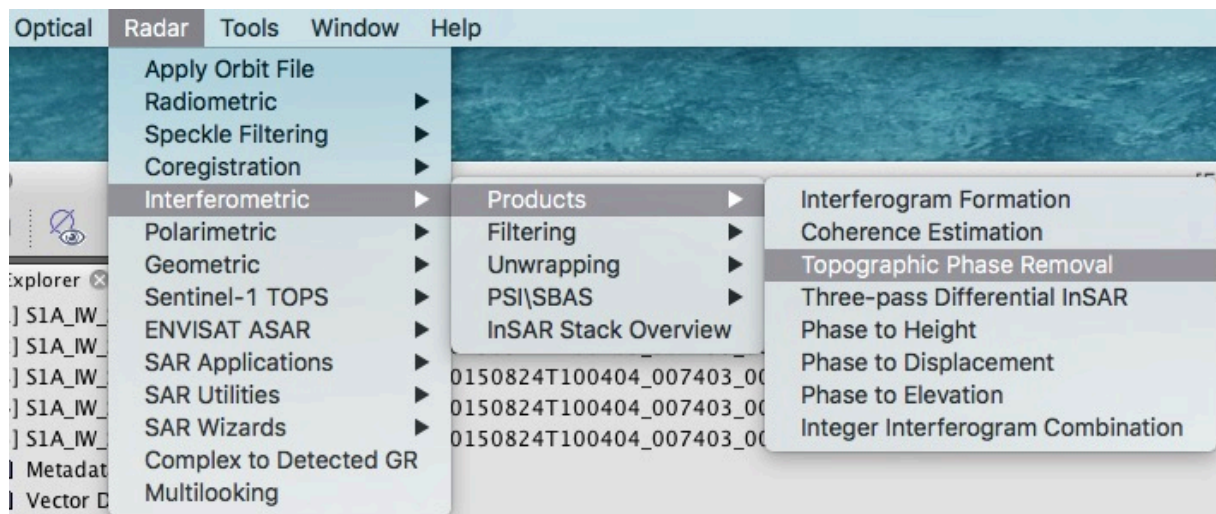 Optical Radar Tools Window Help
Apply Orbit File
Radiometric
Speckle Filtering
Coregistration
Interferometric
Polarimetric
Geometric
Sentinel-1 TOPS
ENVISAT ASAR
SAR Applications
SAR Utilities
SAR Wizards
Complex to Detected GR
Multilooking
Products
Filtering
Unwrapping
PSI\SBAS
InSAR Stack Overview
Interferogram Formation
Coherence Estimation
Topographic Phase Removal
Three-pass Differential InSAR
Phase to Height
Phase to Displacement
Phase to Elevation
Integer Interferogram Combination
Explorer
] S1A_IW_
] S1A_IW_
] S1A_IW_ 0150824T100404_007403_00
] S1A_IW_ 0150824T100404_007403_00
] S1A_IW_ 0150824T100404_007403_00
Metadat
Vector D